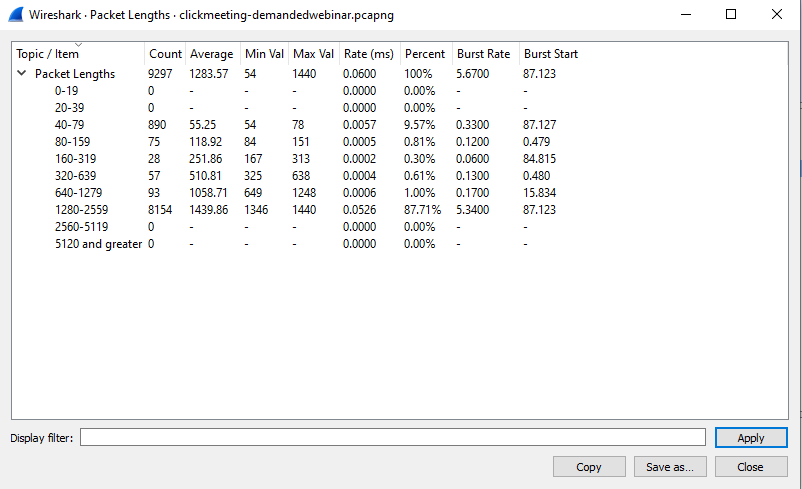 Wireshark · Packet Lengths · clickmeeting-demandedwebinar.pcapng
Topic / Item Count Average Min Val Max Val Rate (ms) Percent Burst Rate Burst Start
Packet Lengths 9297 1283.57 54 1440 0.0600 100% 5.6700 87.123
0-19 0 - - - 0.0000 0.00% - -
20-39 0 - - - 0.0000 0.00% - -
40-79 890 55.25 54 78 0.0057 9.57% 0.3300 87.127
80-159 75 118.92 84 151 0.0005 0.81% 0.1200 0.479
160-319 28 251.86 167 313 0.0002 0.30% 0.0600 84.815
320-639 57 510.81 325 638 0.0004 0.61% 0.1300 0.480
640-1279 93 1058.71 649 1248 0.0006 1.00% 0.1700 15.834
1280-2559 8154 1439.86 1346 1440 0.0526 87.71% 5.3400 87.123
2560-5119 0 - - - 0.0000 0.00% - -
5120 and greater 0 - - - 0.0000 0.00% - -
Display filter: Apply
Copy Save as... Close